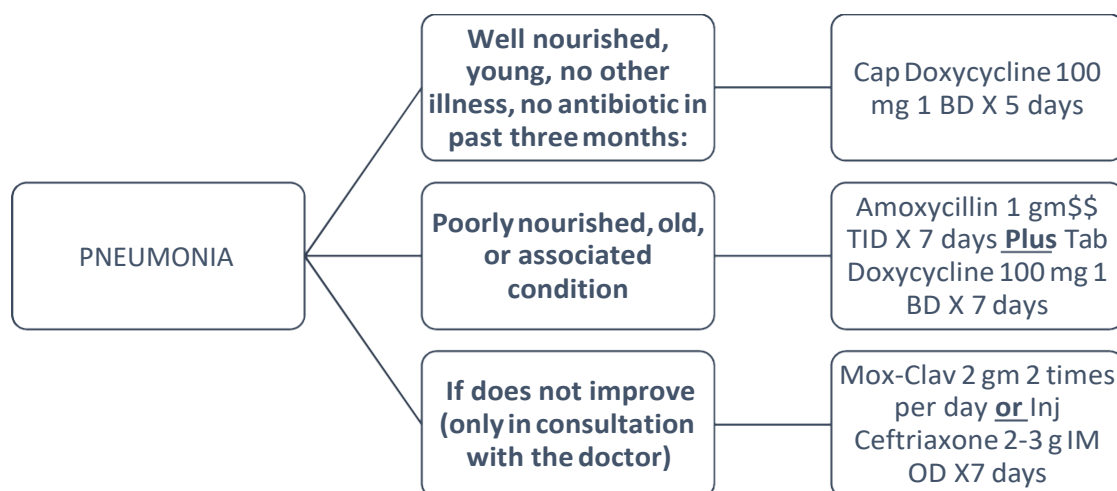 PNEUMONIA
Well nourished,
young, no other
illness, no antibiotic in
past three months:
Cap Doxycycline 100
mg 1 BD X 5 days
Poorly nourished, old,
or associated
condition
Amoxycillin 1 gm$$
TID X 7 days Plus Tab
Doxycycline 100 mg 1
BD X 7 days
If does not improve
(only in consultation
with the doctor)
Mox-Clav 2 gm 2 times
per day or Inj
Ceftriaxone 2-3 g IM
OD X7 days